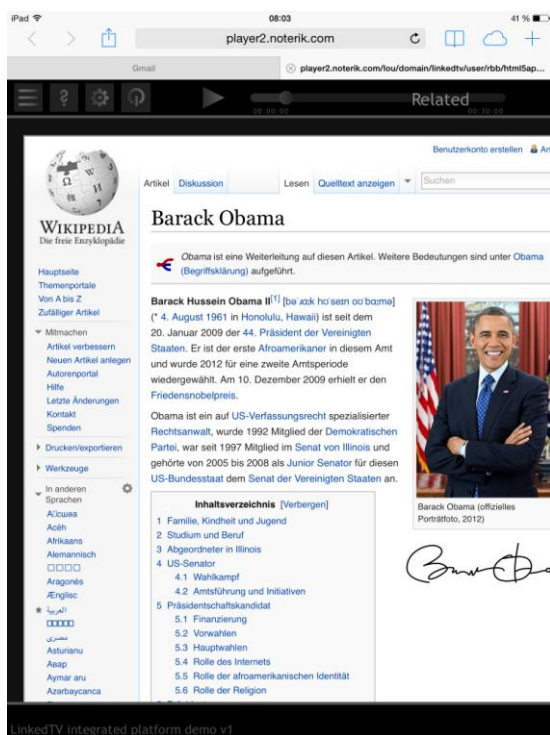 iPad
08:03
41 %
player2.noterik.com
Gmail
player2.noterik.com/lou/domain/linkedtv/user/rbb/html5ap...
Related
00:00:00
00:30:00
Benutzerkonto erstellen
Artikel Diskussion Lesen Quelltext anzeigen Suchen
WIKIPEDIA
Die freie Enzyklopädie
Hauptseite
Themenportale
Von A bis Z
Zufälliger Artikel
Mitmachen
Artikel verbessern
Neuen Artikel anlegen
Autorenportal
Hilfe
Letzte Änderungen
Kontakt
Spenden
Drucken/exportieren
Werkzeuge
In anderen
Sprachen
Acèh
Afrikaans
Alemannisch
Aragonés
Ænglisc
العربية
مصرى
Asturianu
Авар
Aymar aru
Azərbaycanca
Barack Obama
Obama ist eine Weiterleitung auf diesen Artikel. Weitere Bedeutungen sind unter Obama
(Begriffsklärung) aufgeführt.
Barack Hussein Obama II[1]
(* 4. August 1961 in Honolulu, Hawaii) ist seit dem
20. Januar 2009 der 44. Präsident der Vereinigten
Staaten. Er ist der erste Afroamerikaner in diesem Amt
und wurde 2012 für eine zweite Amtsperiode
wiedergewählt. Am 10. Dezember 2009 erhielt er den
Friedensnobelpreis.
Obama ist ein auf US-Verfassungsrecht spezialisierter
Rechtsanwalt, wurde 1992 Mitglied der Demokratischen
Partei, war seit 1997 Mitglied im Senat von Illinois und
gehörte von 2005 bis 2008 als Junior Senator für diesen
US-Bundesstaat dem Senat der Vereinigten Staaten an.
Barack Obama (offizielles
Porträtfoto, 2012)
Inhaltsverzeichnis [Verbergen]
1 Familie, Kindheit und Jugend
2 Studium und Beruf
3 Abgeordneter in Illinois
4 US-Senator
4.1 Wahlkampf
4.2 Amtsführung und Initiativen
5 Präsidentschaftskandidat
5.1 Finanzierung
5.2 Vorwahlen
5.3 Hauptwahlen
5.4 Rolle des Internets
5.5 Rolle der afroamerikanischen Identität
5.6 Rolle der Religion
LinkedTV integrated platform demo v1